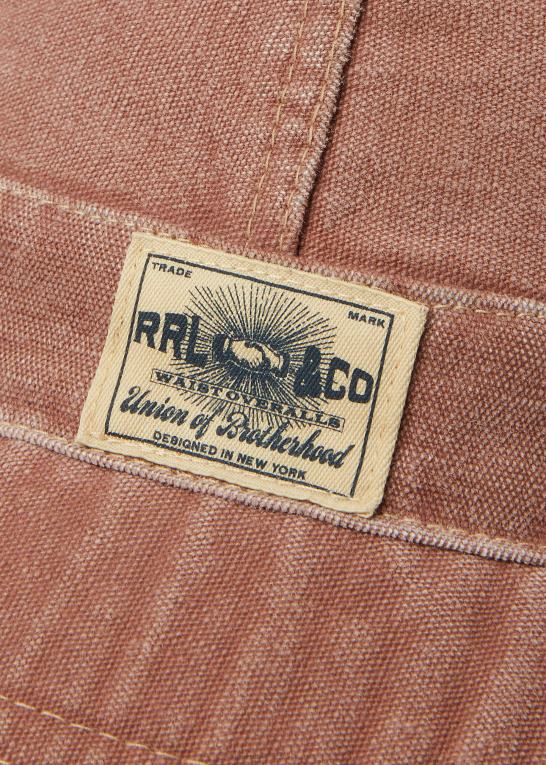 TRADE MARK
RRL &CO
WAIST OVERALLS
Union of Brotherhood
DESIGNED IN NEW YORK